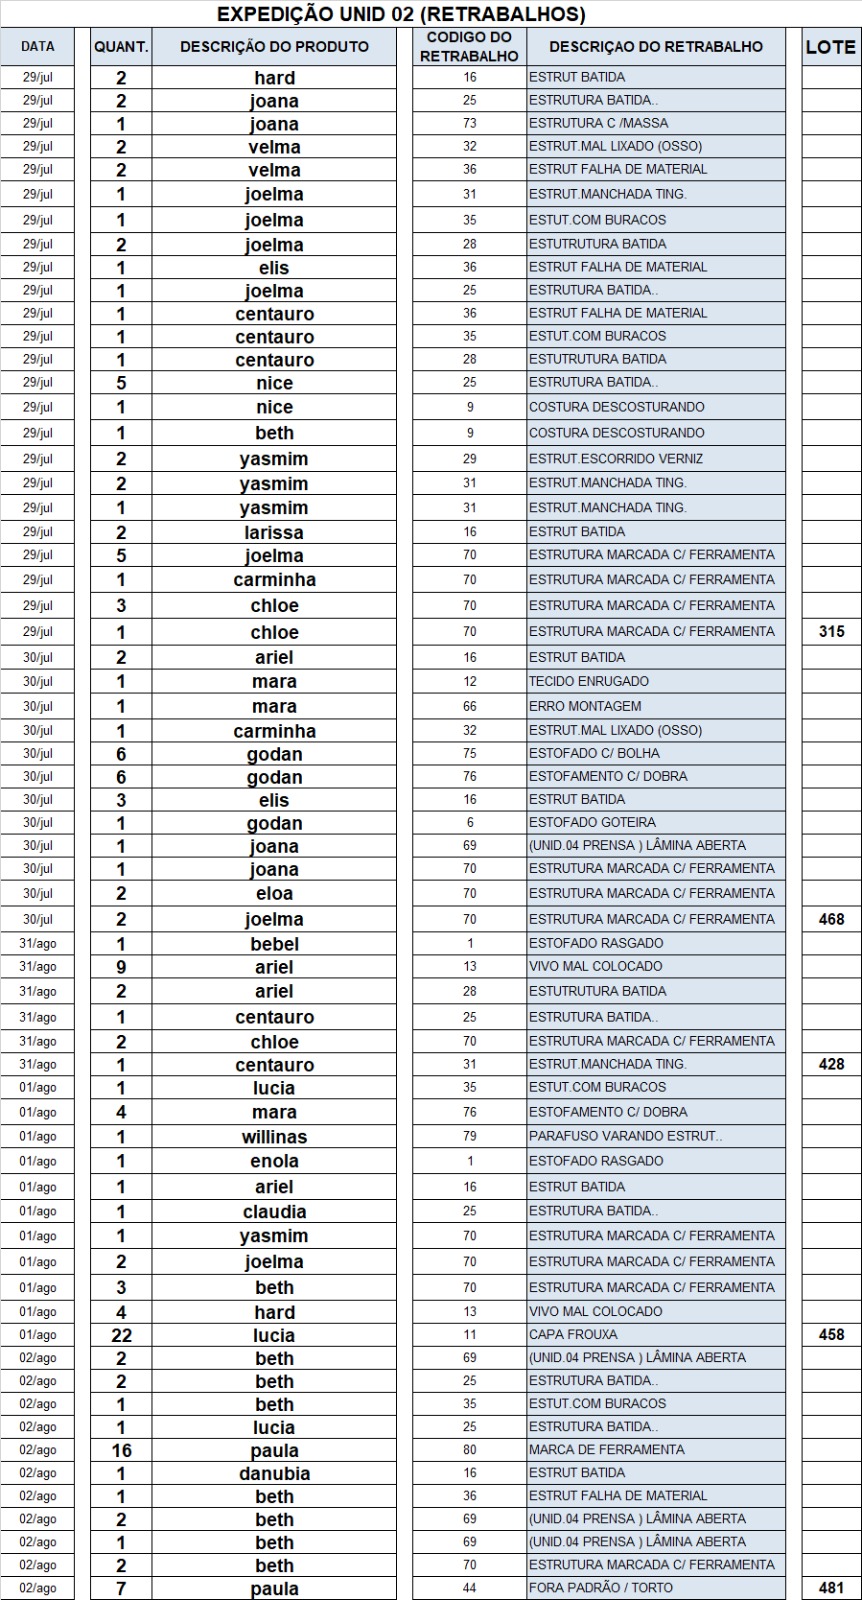 EXPEDIÇÃO UNID 02 (RETRABALHOS)
DATA QUANT. DESCRIÇÃO DO PRODUTO CODIGO DO RETRABALHO DESCRIÇAO DO RETRABALHO LOTE
29/jul 2 hard 16 ESTRUT BATIDA
29/jul 2 joana 25 ESTRUTURA BATIDA..
29/jul 1 joana 73 ESTRUTURA C /MASSA
29/jul 2 velma 32 ESTRUT.MAL LIXADO (OSSO)
29/jul 2 velma 36 ESTRUT FALHA DE MATERIAL
29/jul 1 joelma 31 ESTRUT.MANCHADA TING.
29/jul 1 joelma 35 ESTUT.COM BURACOS
29/jul 2 joelma 28 ESTUTRUTURA BATIDA
29/jul 1 elis 36 ESTRUT FALHA DE MATERIAL
29/jul 1 joelma 25 ESTRUTURA BATIDA..
29/jul 1 centauro 36 ESTRUT FALHA DE MATERIAL
29/jul 1 centauro 35 ESTUT.COM BURACOS
29/jul 1 centauro 28 ESTUTRUTURA BATIDA
29/jul 5 nice 25 ESTRUTURA BATIDA..
29/jul 1 nice 9 COSTURA DESCOSTURANDO
29/jul 1 beth 9 COSTURA DESCOSTURANDO
29/jul 2 yasmim 29 ESTRUT.ESCORRIDO VERNIZ
29/jul 2 yasmim 31 ESTRUT.MANCHADA TING.
29/jul 1 yasmim 31 ESTRUT.MANCHADA TING.
29/jul 2 larissa 16 ESTRUT BATIDA
29/jul 5 joelma 70 ESTRUTURA MARCADA C/ FERRAMENTA
29/jul 1 carminha 70 ESTRUTURA MARCADA C/ FERRAMENTA
29/jul 3 chloe 70 ESTRUTURA MARCADA C/ FERRAMENTA
29/jul 1 chloe 70 ESTRUTURA MARCADA C/ FERRAMENTA 315
30/jul 2 ariel 16 ESTRUT BATIDA
30/jul 1 mara 12 TECIDO ENRUGADO
30/jul 1 mara 66 ERRO MONTAGEM
30/jul 1 carminha 32 ESTRUT.MAL LIXADO (OSSO)
30/jul 6 godan 75 ESTOFADO C/ BOLHA
30/jul 6 godan 76 ESTOFAMENTO C/ DOBRA
30/jul 3 elis 16 ESTRUT BATIDA
30/jul 1 godan 6 ESTOFADO GOTEIRA
30/jul 1 joana 69 (UNID.04 PRENSA ) LÂMINA ABERTA
30/jul 1 joana 70 ESTRUTURA MARCADA C/ FERRAMENTA
30/jul 2 eloa 70 ESTRUTURA MARCADA C/ FERRAMENTA
30/jul 2 joelma 70 ESTRUTURA MARCADA C/ FERRAMENTA 468
31/ago 1 bebel 1 ESTOFADO RASGADO
31/ago 9 ariel 13 VIVO MAL COLOCADO
31/ago 2 ariel 28 ESTUTRUTURA BATIDA
31/ago 1 centauro 25 ESTRUTURA BATIDA..
31/ago 2 chloe 70 ESTRUTURA MARCADA C/ FERRAMENTA
31/ago 1 centauro 31 ESTRUT.MANCHADA TING. 428
01/ago 1 lucia 35 ESTUT.COM BURACOS
01/ago 4 mara 76 ESTOFAMENTO C/ DOBRA
01/ago 1 willinas 79 PARAFUSO VARANDO ESTRUT..
01/ago 1 enola 1 ESTOFADO RASGADO
01/ago 1 ariel 16 ESTRUT BATIDA
01/ago 1 claudia 25 ESTRUTURA BATIDA..
01/ago 1 yasmim 70 ESTRUTURA MARCADA C/ FERRAMENTA
01/ago 2 joelma 70 ESTRUTURA MARCADA C/ FERRAMENTA
01/ago 3 beth 70 ESTRUTURA MARCADA C/ FERRAMENTA
01/ago 4 hard 13 VIVO MAL COLOCADO
01/ago 22 lucia 11 CAPA FROUXA 458
02/ago 2 beth 69 (UNID.04 PRENSA ) LÂMINA ABERTA
02/ago 2 beth 25 ESTRUTURA BATIDA..
02/ago 1 beth 35 ESTUT.COM BURACOS
02/ago 1 lucia 25 ESTRUTURA BATIDA..
02/ago 16 paula 80 MARCA DE FERRAMENTA
02/ago 1 danubia 16 ESTRUT BATIDA
02/ago 1 beth 36 ESTRUT FALHA DE MATERIAL
02/ago 2 beth 69 (UNID.04 PRENSA ) LÂMINA ABERTA
02/ago 1 beth 69 (UNID.04 PRENSA ) LÂMINA ABERTA
02/ago 2 beth 70 ESTRUTURA MARCADA C/ FERRAMENTA
02/ago 7 paula 44 FORA PADRÃO / TORTO 481